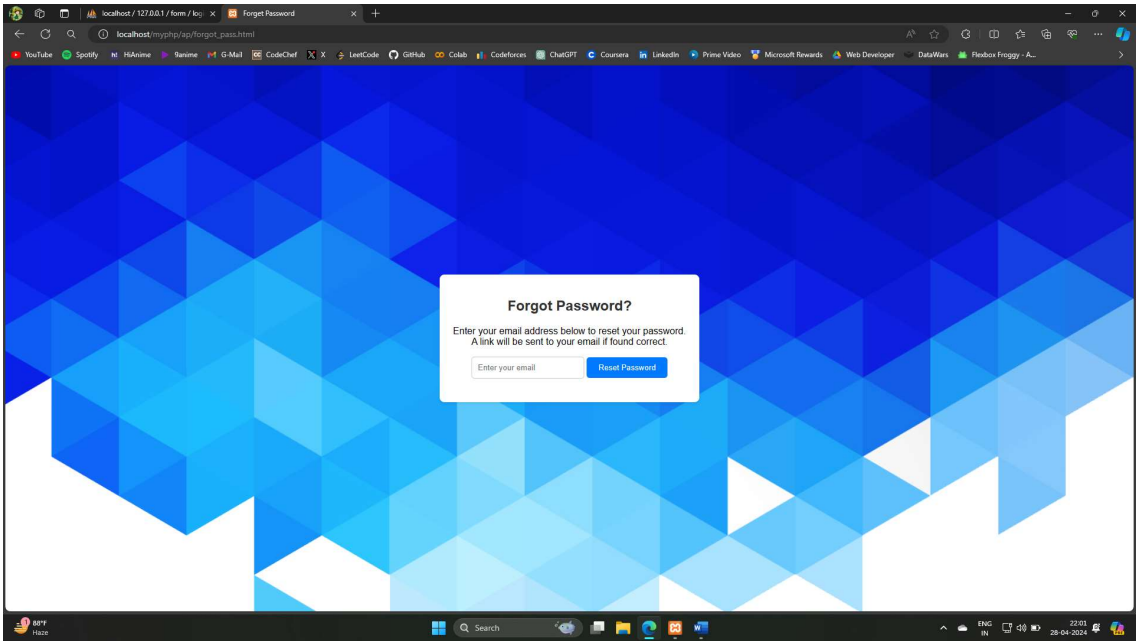 localhost / 127.0.0.1 / form / log
Forget Password
localhost/myphp/ap/forgot_pass.html
YouTube
Spotify
HiAnime
9anime
G-Mail
CodeChef
X
LeetCode
GitHub
Colab
Codeforces
ChatGPT
Coursera
LinkedIn
Prime Video
Microsoft Rewards
Web Developer
DataWars
Flexbox Froggy - A...
Forgot Password?
Enter your email address below to reset your password.
A link will be sent to your email if found correct.
Enter your email
Reset Password
88°F
Haze
Search
ENG
IN
22:01
28-04-2024